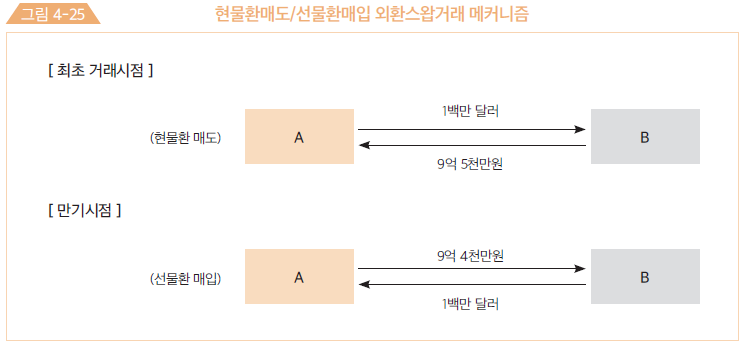 그림 4-25
현물환매도/선물환매입 외환스왑거래 메커니즘
[ 최초 거래시점 ]
1백만 달러
(현물환 매도)
A
B
9억 5천만원
[ 만기시점 ]
9억 4천만원
(선물환 매입)
A
B
1백만 달러